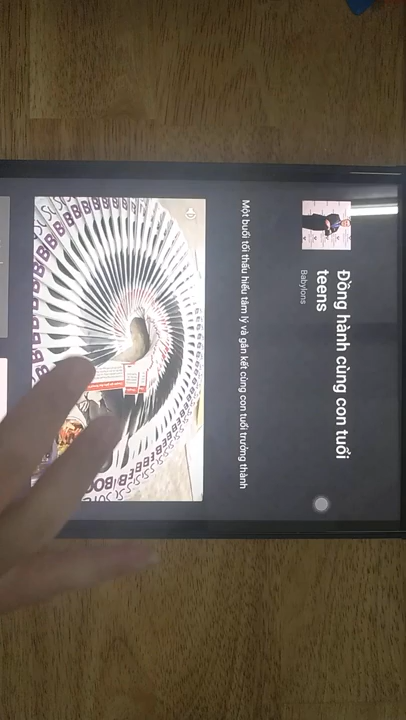 Đồng hành cùng con tuổi
teens
Babylons
Một buổi tối thấu hiểu tâm lý và gắn kết cùng con tuổi trưởng thành